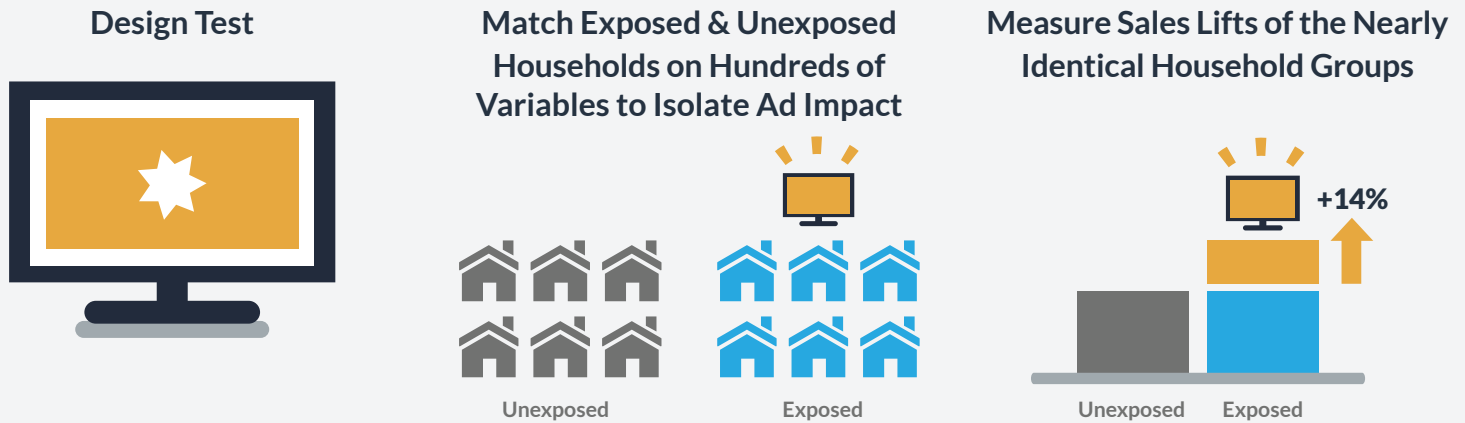 Design Test
Match Exposed & Unexposed
Households on Hundreds of
Variables to Isolate Ad Impact
Unexposed
Exposed
Measure Sales Lifts of the Nearly
Identical Household Groups
+14%
Unexposed
Exposed